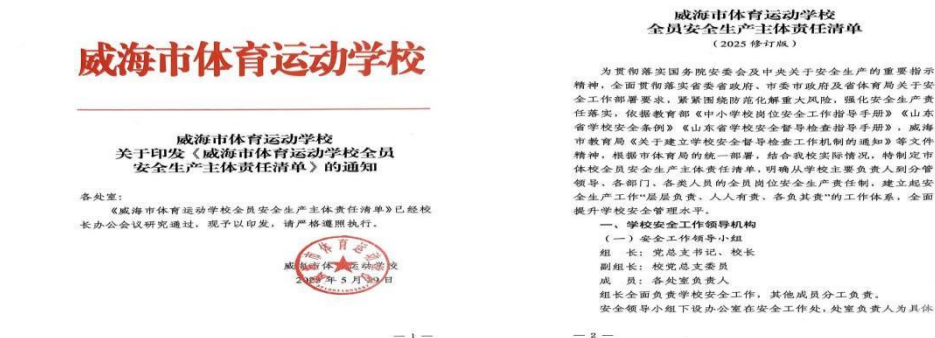 威海市体育运动学校
威海市体育运动学校
关于印发《威海市体育运动学校全员
安全生产主体责任清单》的通知
各处室:
《威海市体育运动学校全员安全生产主体责任清单》已经校
长办公会议研究通过,现予以印发,请严格遵照执行。
威海市体育运动学校
2025年5月 日
— 1 —
威海市体育运动学校
全员安全生产主体责任清单
(2025 修订版)
为贯彻落实国务院安委会及中央关于安全生产的重要指示
精神,全面贯彻落实省委省政府、市委市政府及省体育局关于安
全工作部署要求,紧紧围绕防范化解重大风险,强化安全生产责
任落实,依据教育部《中小学校岗位安全工作指导手册》《山东
省学校安全条例》《山东省学校安全督导检查指导手册》,威海
市教育局《关于建立学校安全督导检查工作机制的通知》等文件
精神,根据市体育局的统一部署,结合我校实际情况,特制定市
体校全员安全生产主体责任清单,明确从学校主要负责人到分管
领导、各部门、各类人员的全员岗位安全生产责任制,建立起安
全生产工作"层层负责、人人有责、各负其责"的工作体系,全面
提升学校安全管理水平。
一、学校安全工作领导机构
(一)安全工作领导小组
组 长:党总支书记、校长
副组长:校党总支委员
成 员:各处室负责人
组长全面负责学校安全工作,其他成员分工负责。
安全领导小组下设办公室在安全工作处,处室负责人为具体
— 2 —